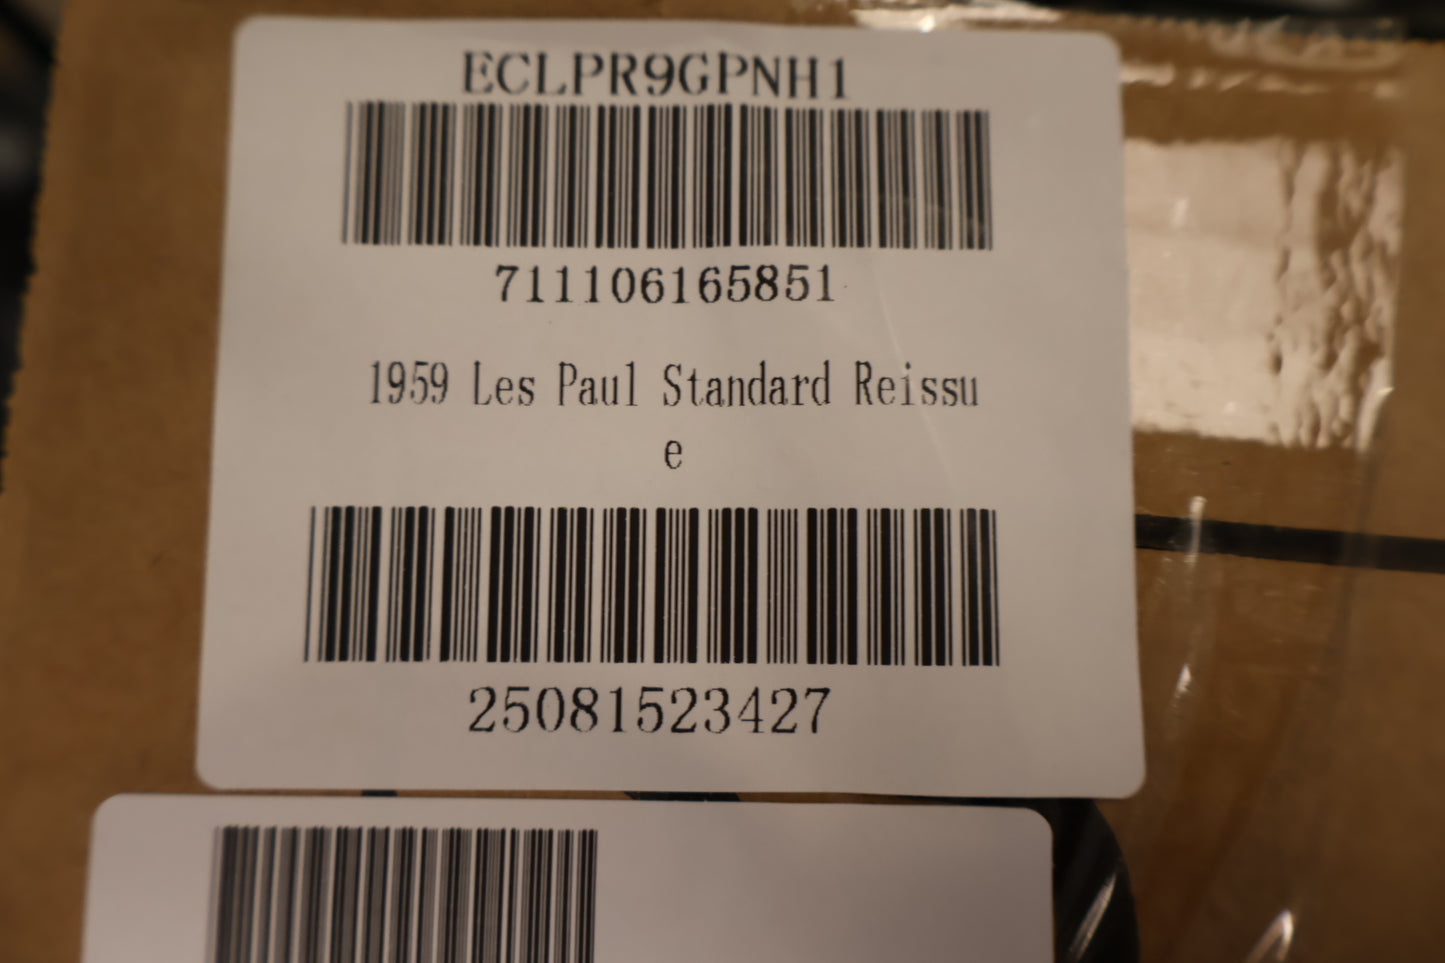 ECLPR9GPNH1
711106165851
1959 Les Paul Standard Reissu
e
25081523427